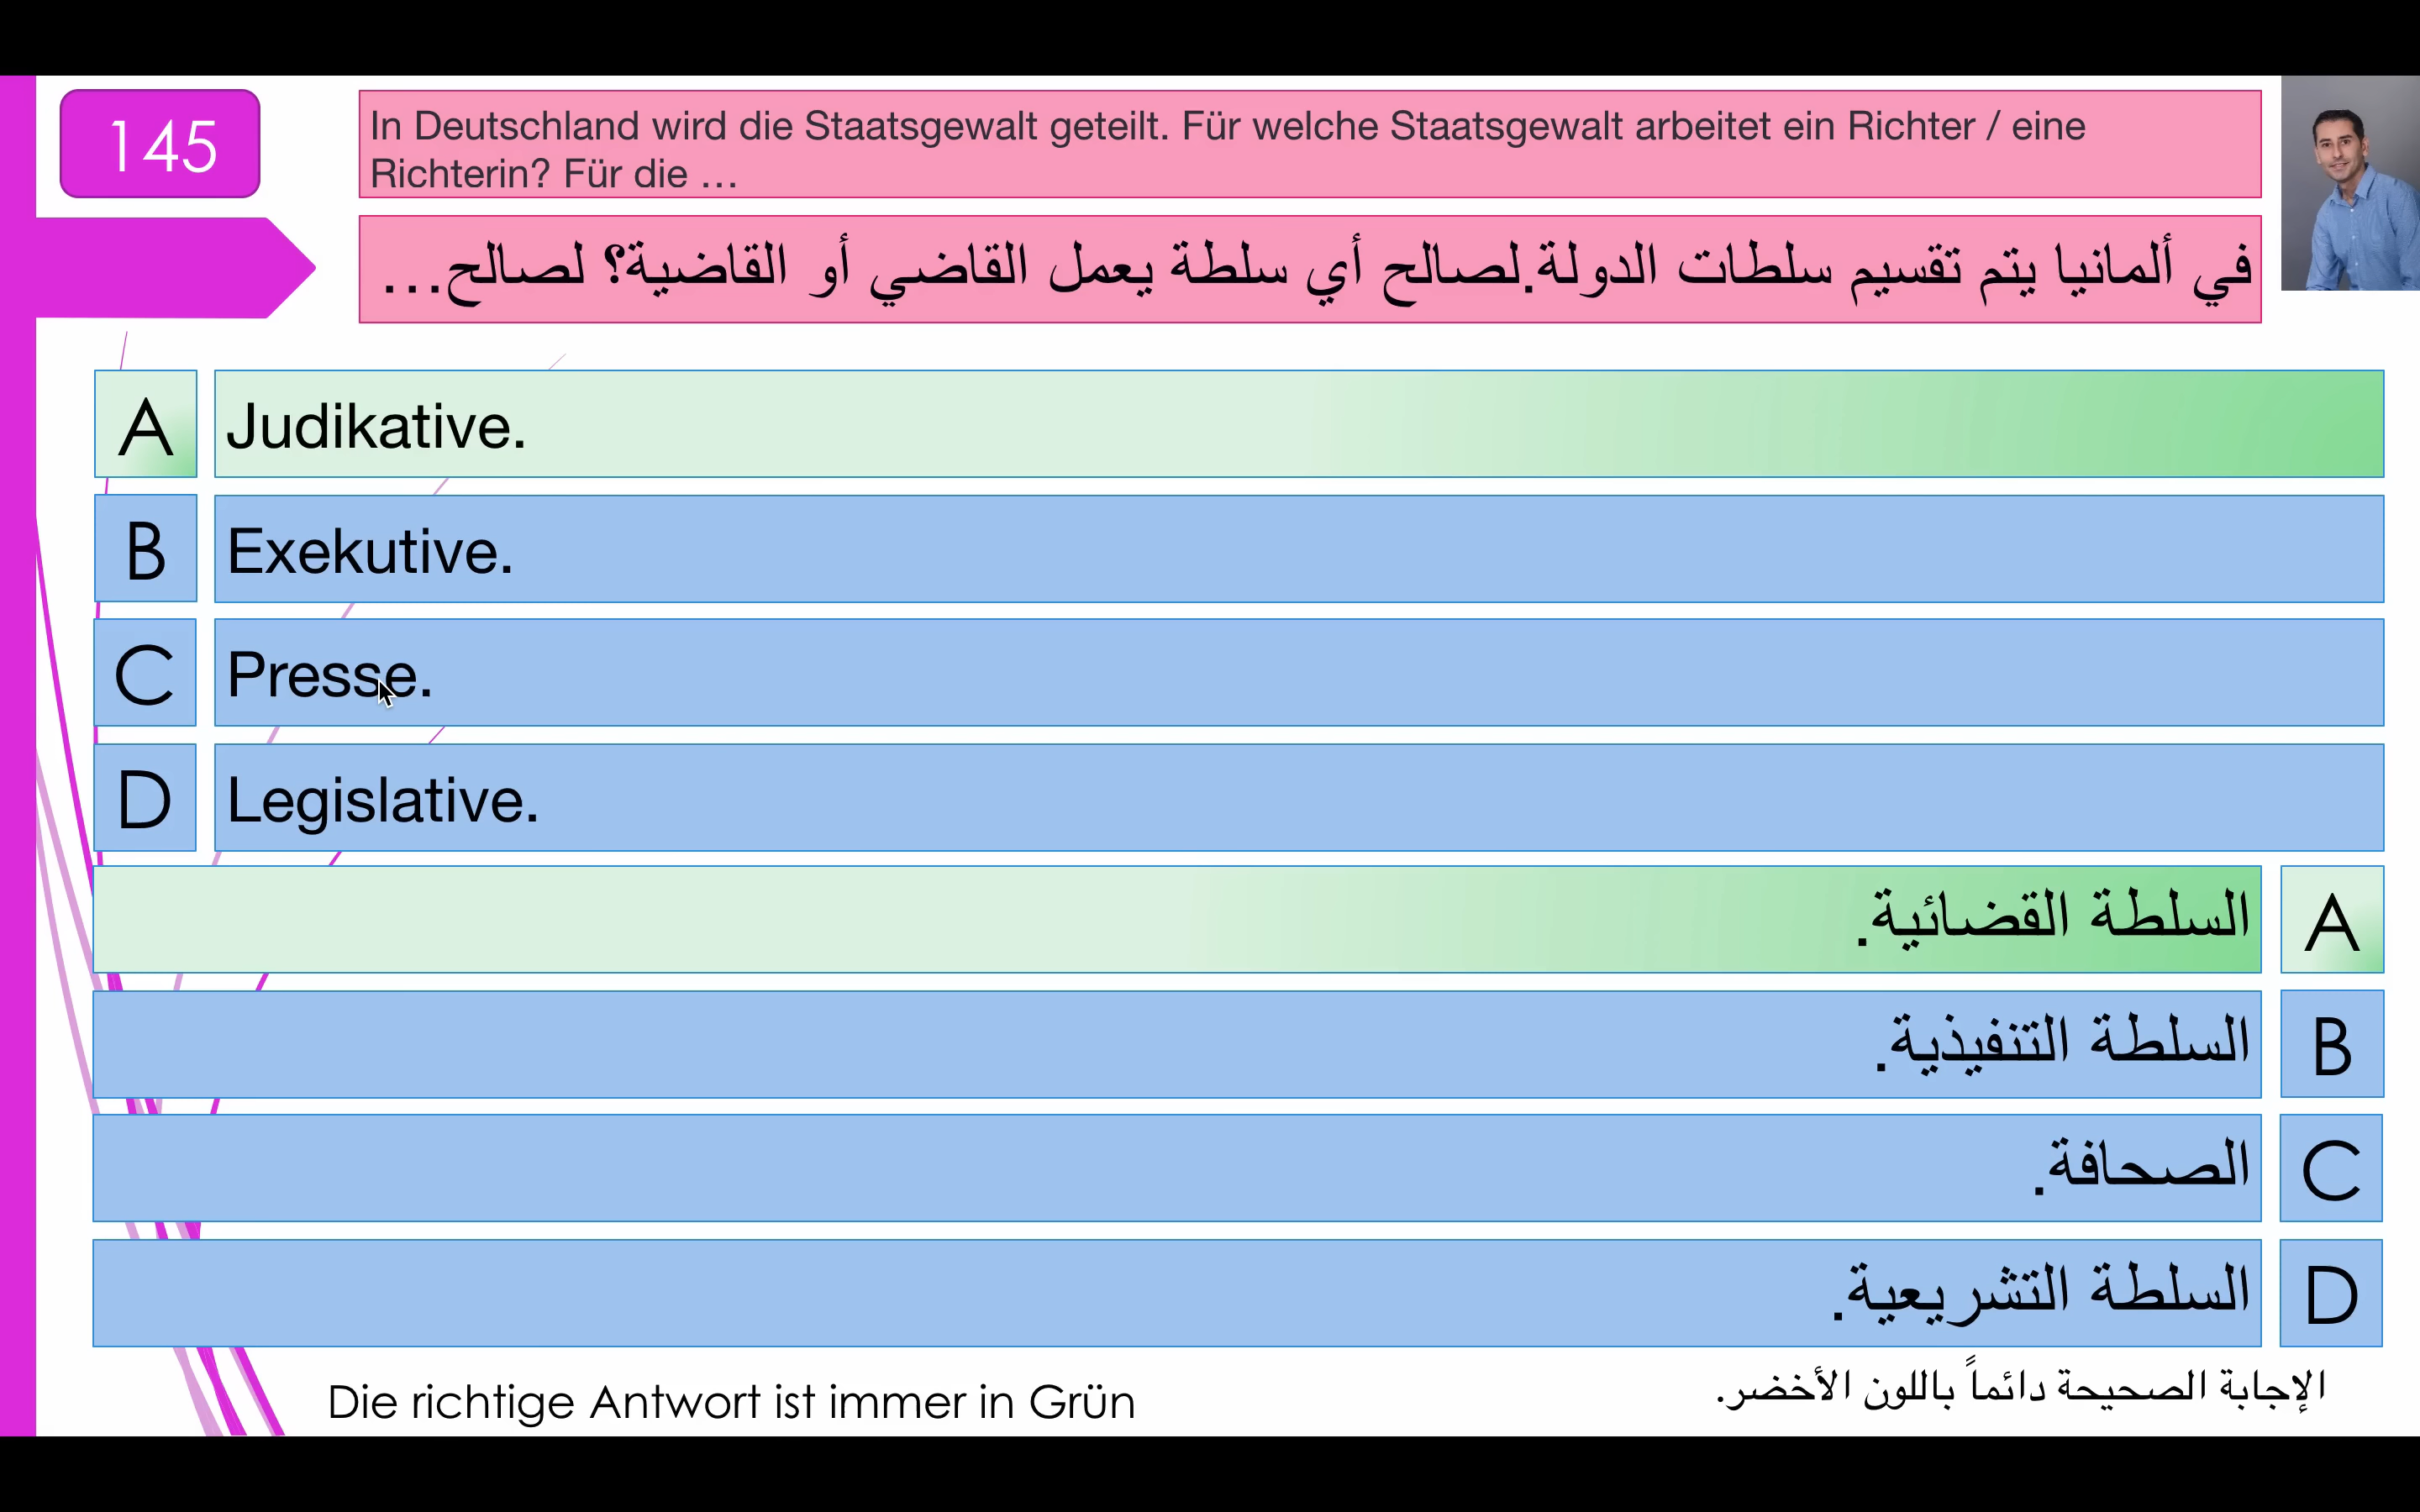 145
In Deutschland wird die Staatsgewalt geteilt. Für welche Staatsgewalt arbeitet ein Richter / eine
Richterin? Für die …
في ألمانيا يتم تقسيم سلطات الدولة.لصالح أي سلطة يعمل القاضي أو القاضية؟ لصالح...
A Judikative.
B Exekutive.
C Presse.
D Legislative.
A السلطة القضائية.
B السلطة التنفيذية.
C الصحافة.
D السلطة التشريعية.
Die richtige Antwort ist immer in Grün
الإجابة الصحيحة دائماً باللون الأخضر.